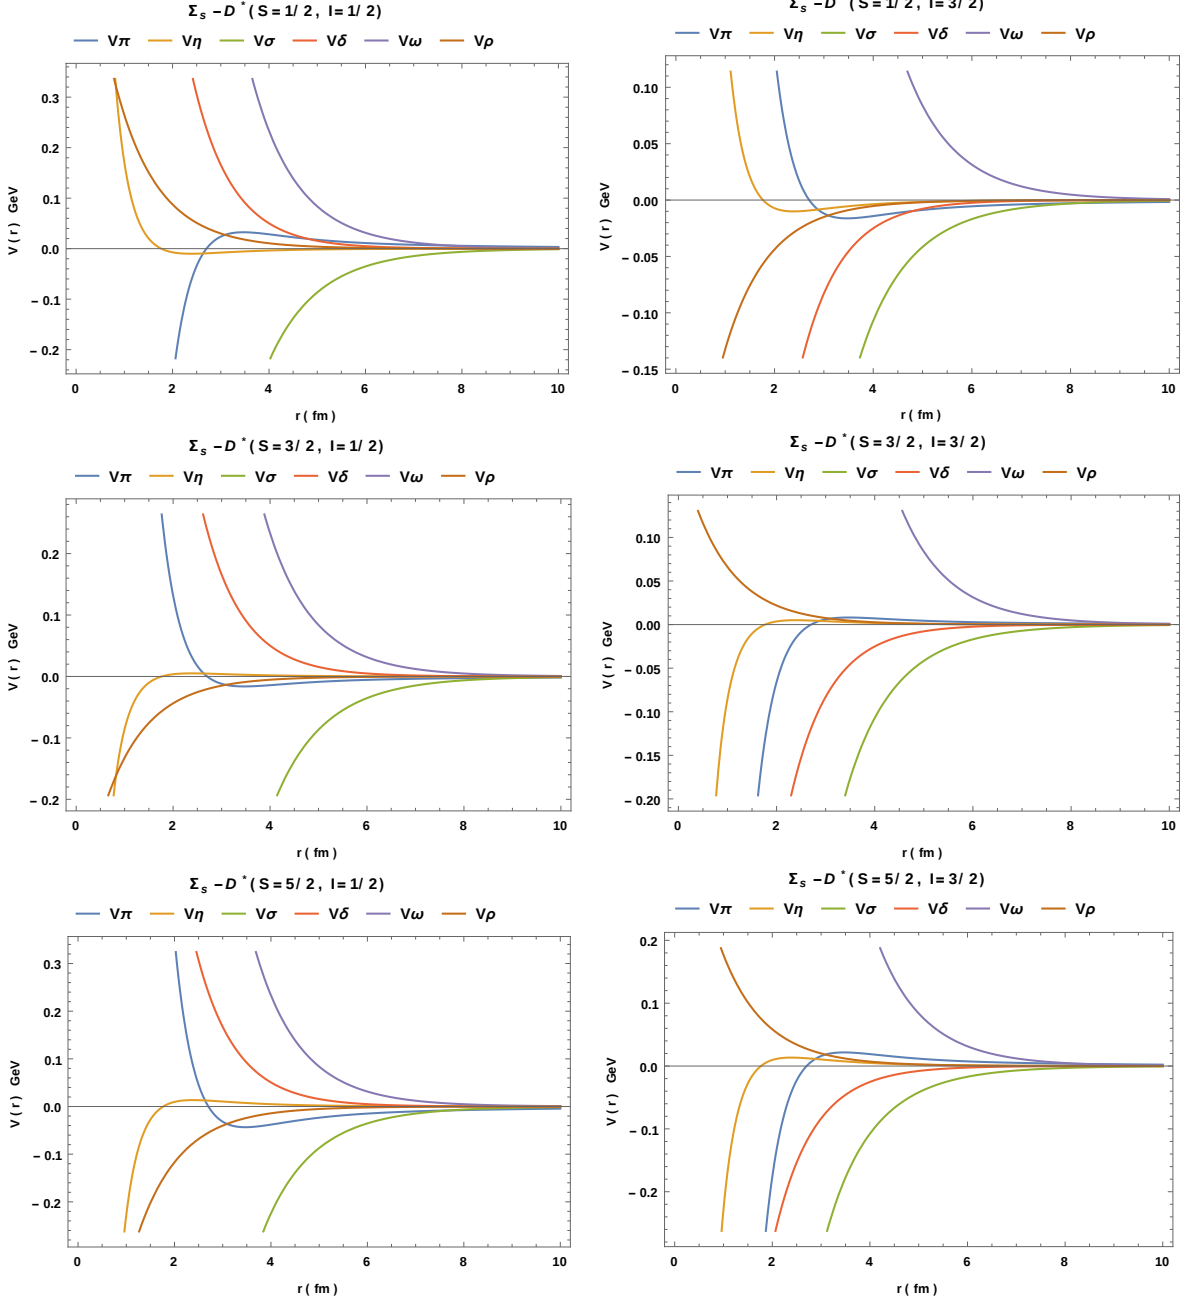 Σs – D * ( S = 1/ 2 , I = 1/ 2 )
Vπ Vη Vσ Vδ Vω Vρ
0.3
0.2
0.1
0.0
– 0.1
– 0.2
V ( r ) GeV
0 2 4 6 8 10
r ( fm )
Σs – D * ( S = 1/ 2 , I = 3/ 2 )
Vπ Vη Vσ Vδ Vω Vρ
0.10
0.05
0.00
– 0.05
– 0.10
– 0.15
V ( r ) GeV
0 2 4 6 8 10
r ( fm )
Σs – D * ( S = 3/ 2 , I = 1/ 2 )
Vπ Vη Vσ Vδ Vω Vρ
0.2
0.1
0.0
– 0.1
– 0.2
V ( r ) GeV
0 2 4 6 8 10
r ( fm )
Σs – D * ( S = 3/ 2 , I = 3/ 2 )
Vπ Vη Vσ Vδ Vω Vρ
0.10
0.05
0.00
– 0.05
– 0.10
– 0.15
– 0.20
V ( r ) GeV
0 2 4 6 8 10
r ( fm )
Σs – D * ( S = 5/ 2 , I = 1/ 2 )
Vπ Vη Vσ Vδ Vω Vρ
0.3
0.2
0.1
0.0
– 0.1
– 0.2
V ( r ) GeV
0 2 4 6 8 10
r ( fm )
Σs – D * ( S = 5/ 2 , I = 3/ 2 )
Vπ Vη Vσ Vδ Vω Vρ
0.2
0.1
0.0
– 0.1
– 0.2
V ( r ) GeV
0 2 4 6 8 10
r ( fm )